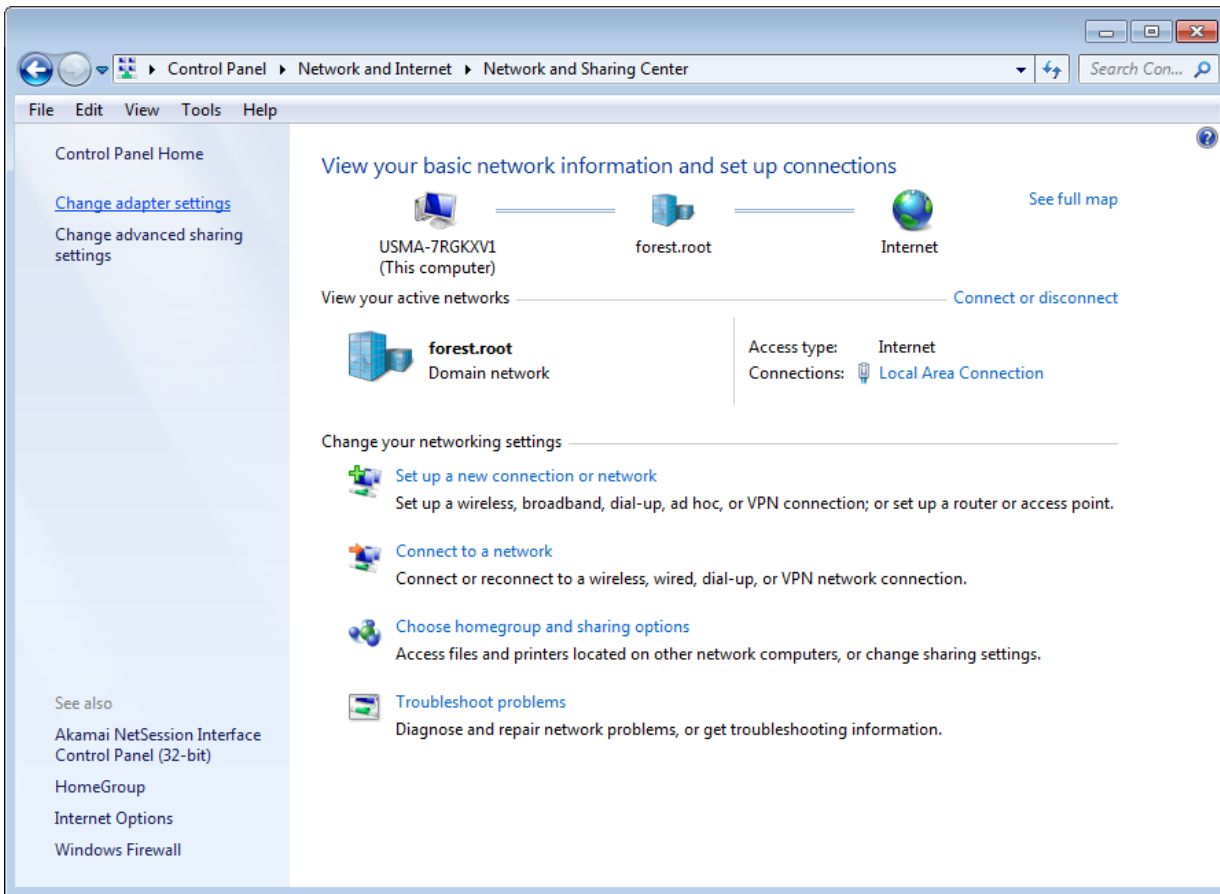 Control Panel Network and Internet Network and Sharing Center Search Con...
File Edit View Tools Help
Control Panel Home
Change adapter settings
Change advanced sharing
settings
View your basic network information and set up connections
See full map
USMA-7RGKXV1
(This computer)
forest.root
Internet
View your active networks
Connect or disconnect
forest.root
Domain network
Access type: Internet
Connections: Local Area Connection
Change your networking settings
Set up a new connection or network
Set up a wireless, broadband, dial-up, ad hoc, or VPN connection; or set up a router or access point.
Connect to a network
Connect or reconnect to a wireless, wired, dial-up, or VPN network connection.
Choose homegroup and sharing options
Access files and printers located on other network computers, or change sharing settings.
Troubleshoot problems
Diagnose and repair network problems, or get troubleshooting information.
See also
Akamai NetSession Interface
Control Panel (32-bit)
HomeGroup
Internet Options
Windows Firewall